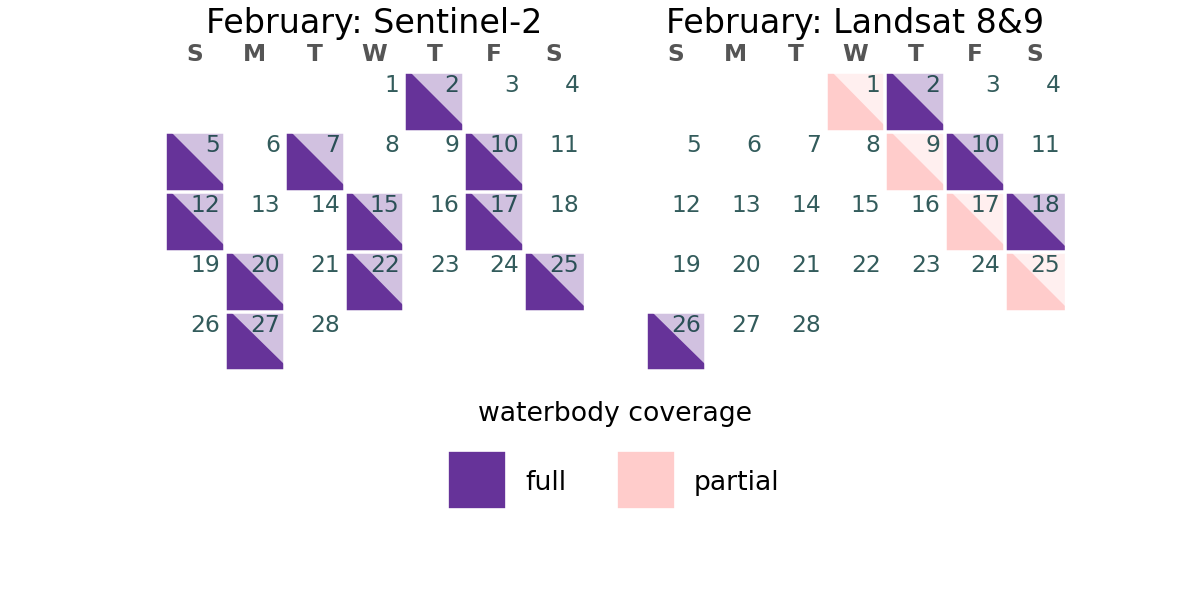 February: Sentinel-2
S M T W T F S
1 2 3 4
5 6 7 8 9 10 11
12 13 14 15 16 17 18
19 20 21 22 23 24 25
26 27 28
February: Landsat 8&9
S M T W T F S
1 2 3 4
5 6 7 8 9 10 11
12 13 14 15 16 17 18
19 20 21 22 23 24 25
26 27 28
waterbody coverage
full partial